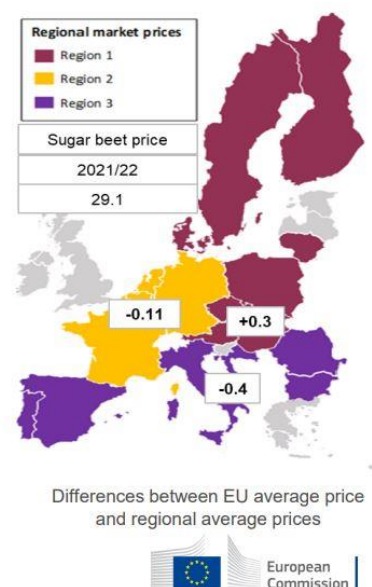 Regional market prices
Region 1
Region 2
Region 3
Sugar beet price
2021/22
29.1
-0.11
+0.3
-0.4
Differences between EU average price
and regional average prices
European
Commission